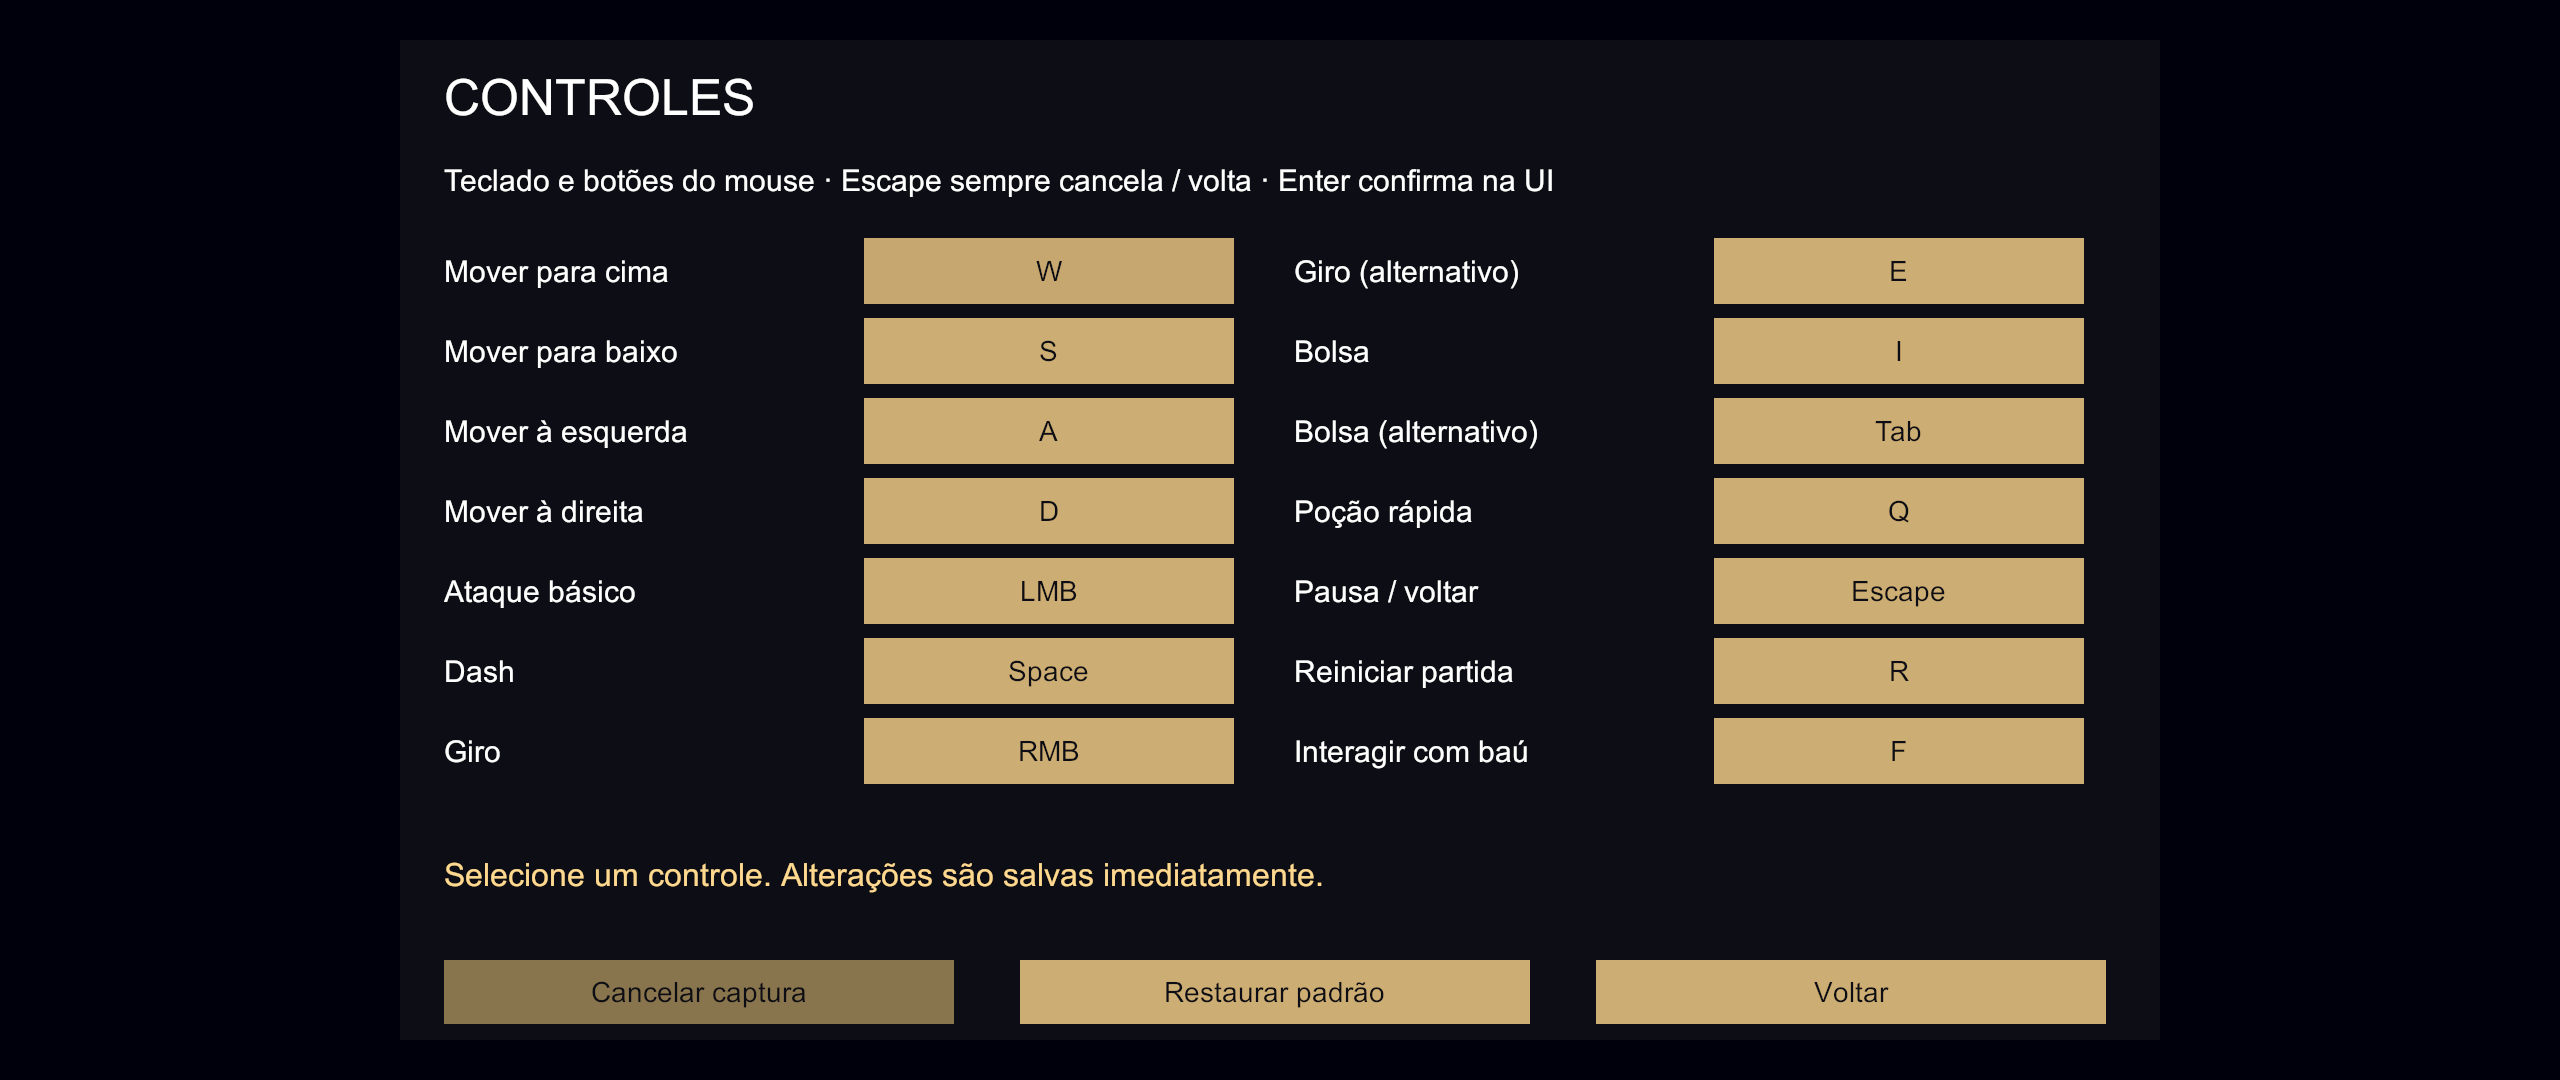 CONTROLES
Teclado e botões do mouse · Escape sempre cancela / volta · Enter confirma na UI
Mover para cima W Giro (alternativo) E
Mover para baixo S Bolsa I
Mover à esquerda A Bolsa (alternativo) Tab
Mover à direita D Poção rápida Q
Ataque básico LMB Pausa / voltar Escape
Dash Space Reiniciar partida R
Giro RMB Interagir com baú F
Selecione um controle. Alterações são salvas imediatamente.
Cancelar captura Restaurar padrão Voltar